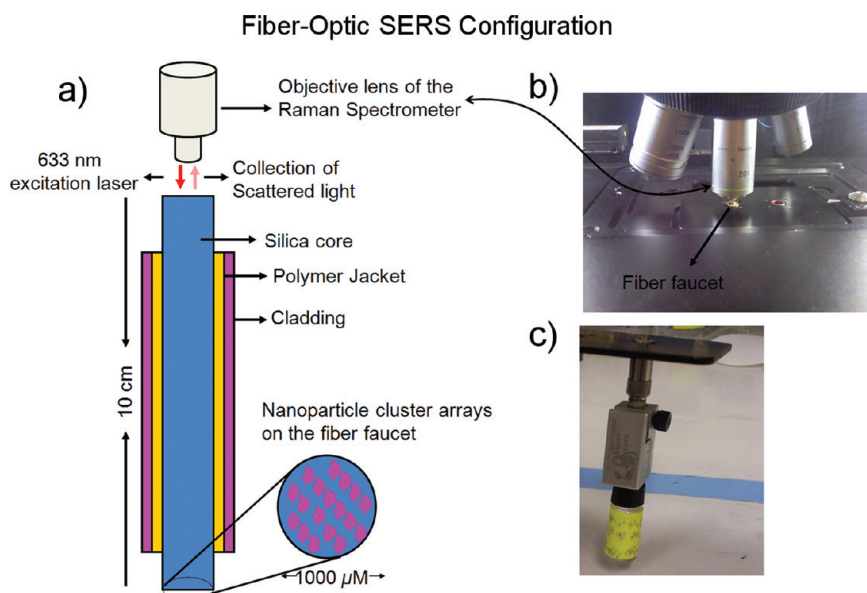 Fiber-Optic SERS Configuration
a)
Objective lens of the
Raman Spectrometer
633 nm
excitation laser
Collection of
Scattered light
Silica core
Polymer Jacket
Cladding
10 cm
Nanoparticle cluster arrays
on the fiber faucet
1000 µM
b)
20X
Fiber faucet
c)